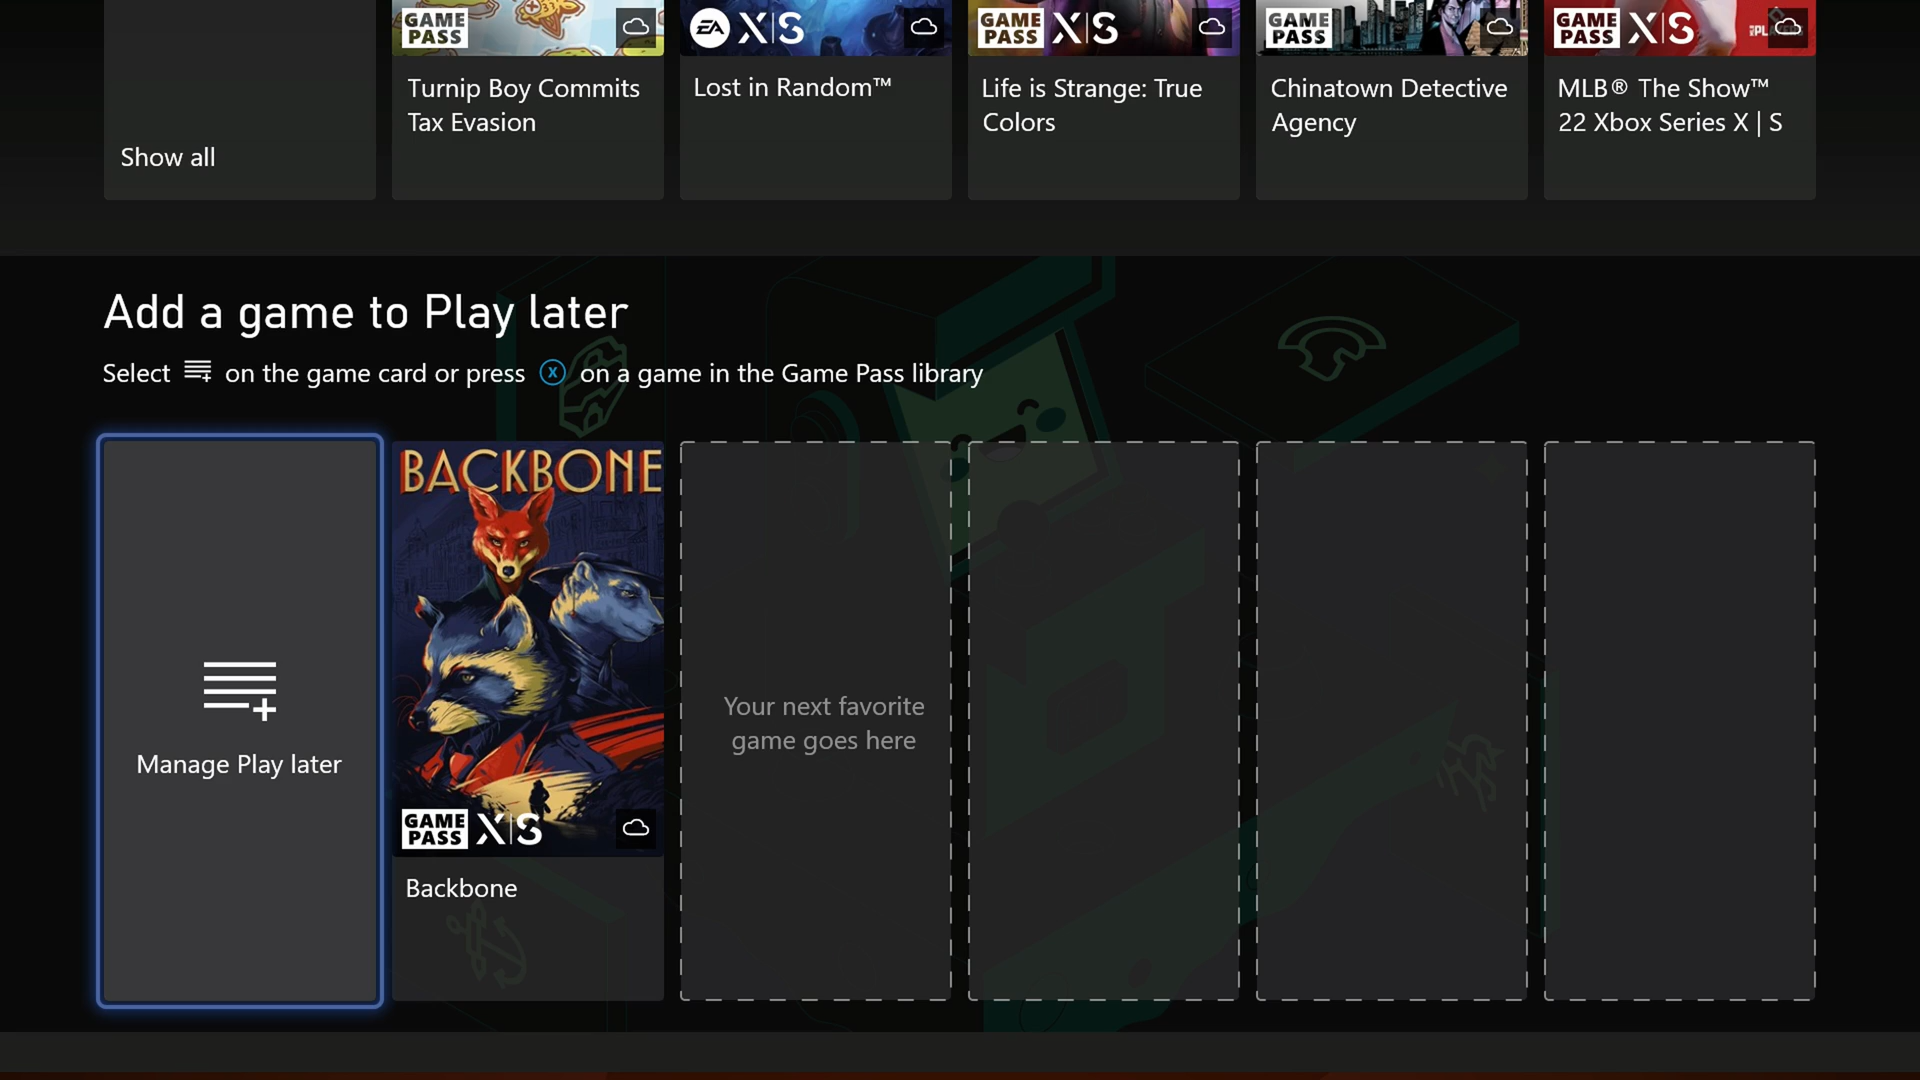 GAME
PASS
EA X|S
GAME
PASS X|S
GAME
PASS
GAME
PASS X|S
Turnip Boy Commits
Tax Evasion
Lost in Random™
Life is Strange: True
Colors
Chinatown Detective
Agency
MLB® The Show™
22 Xbox Series X | S
Show all
Add a game to Play later
Select on the game card or press X on a game in the Game Pass library
Manage Play later
BACKBONE
GAME
PASS X|S
Backbone
Your next favorite
game goes here